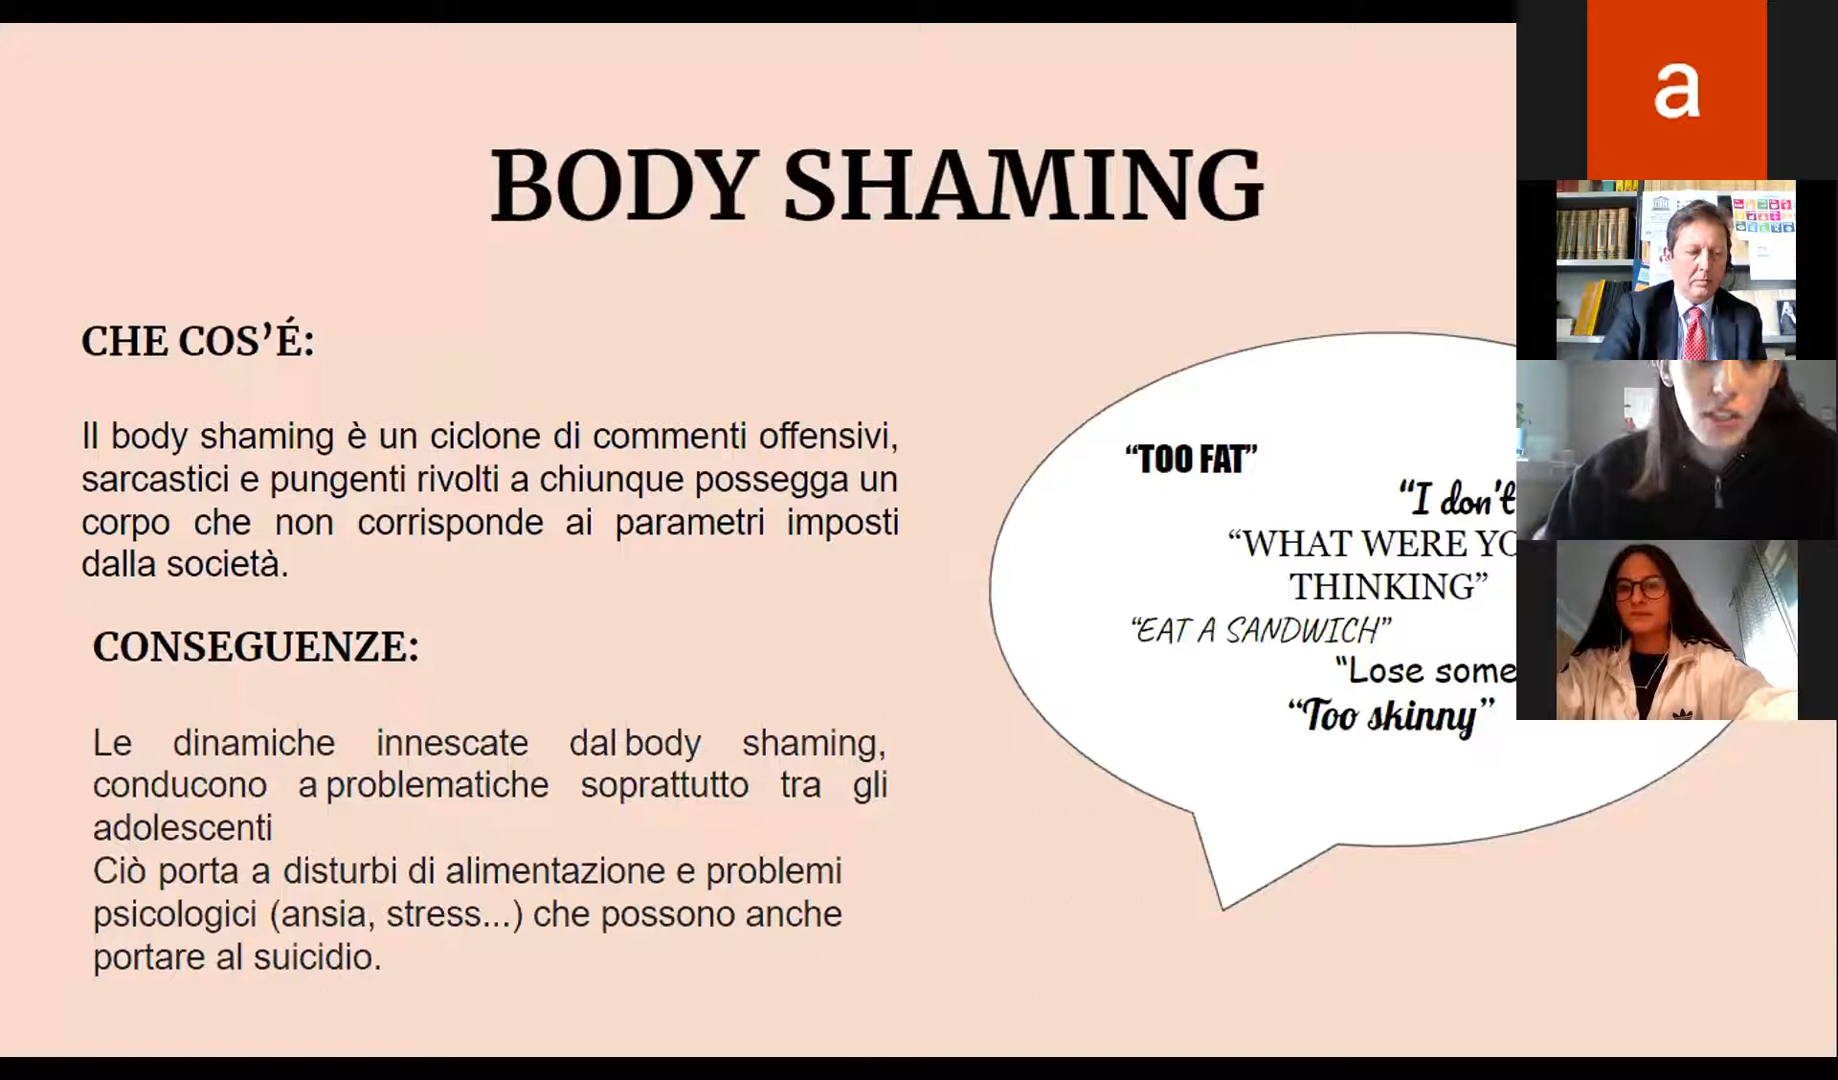 BODY SHAMING
CHE COS’É:
Il body shaming è un ciclone di commenti offensivi,
sarcastici e pungenti rivolti a chiunque possegga un
corpo che non corrisponde ai parametri imposti
dalla società.
CONSEGUENZE:
Le dinamiche innescate dal body shaming,
conducono a problematiche soprattutto tra gli
adolescenti
Ciò porta a disturbi di alimentazione e problemi
psicologici (ansia, stress...) che possono anche
portare al suicidio.
“TOO FAT”
“I don't
“WHAT WERE YO
THINKING”
“EAT A SANDWICH”
“Lose some
“Too skinny”
a